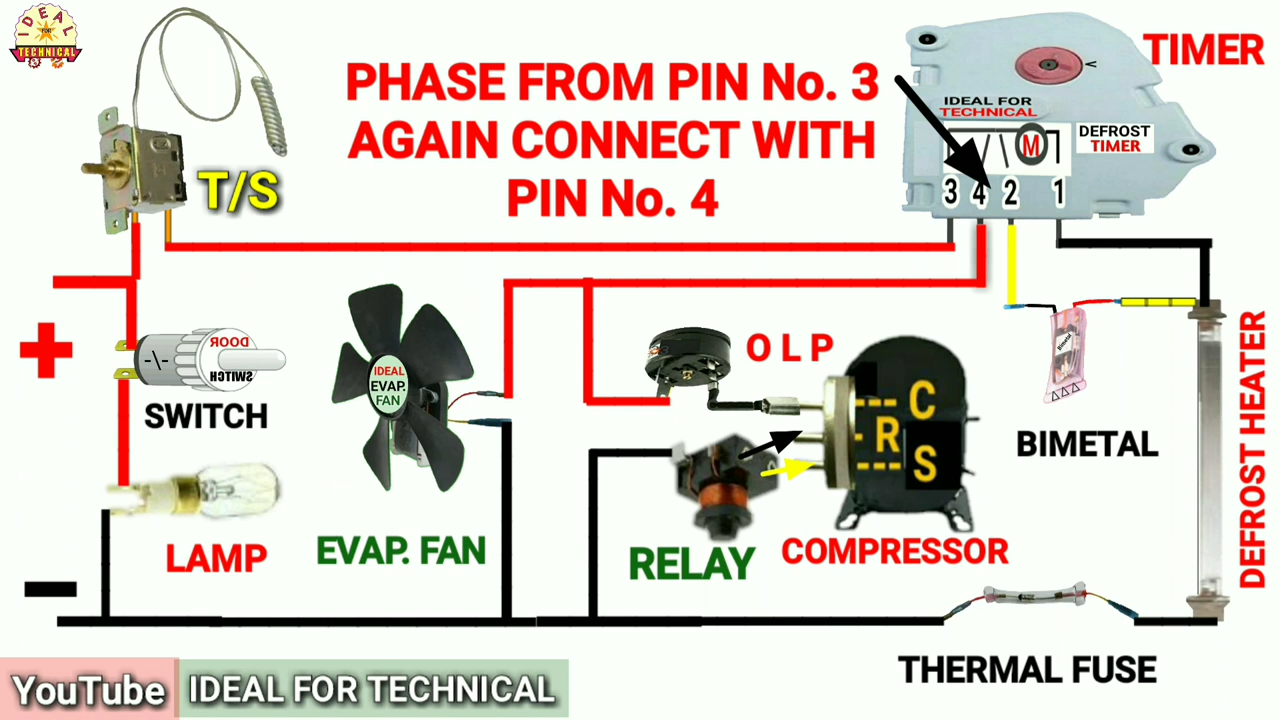 IDEAL
FOR
TECHNICAL
PHASE FROM PIN No. 3
AGAIN CONNECT WITH
PIN No. 4
T/S
TIMER
IDEAL FOR
TECHNICAL
M
DEFROST
TIMER
3 4 2 1
+
DOOR
SWITCH
SWITCH
LAMP
-
IDEAL
EVAP.
FAN
EVAP. FAN
O L P
C
R
S
RELAY
COMPRESSOR
Bimetal
BIMETAL
DEFROST HEATER
THERMAL FUSE
YouTube
IDEAL FOR TECHNICAL